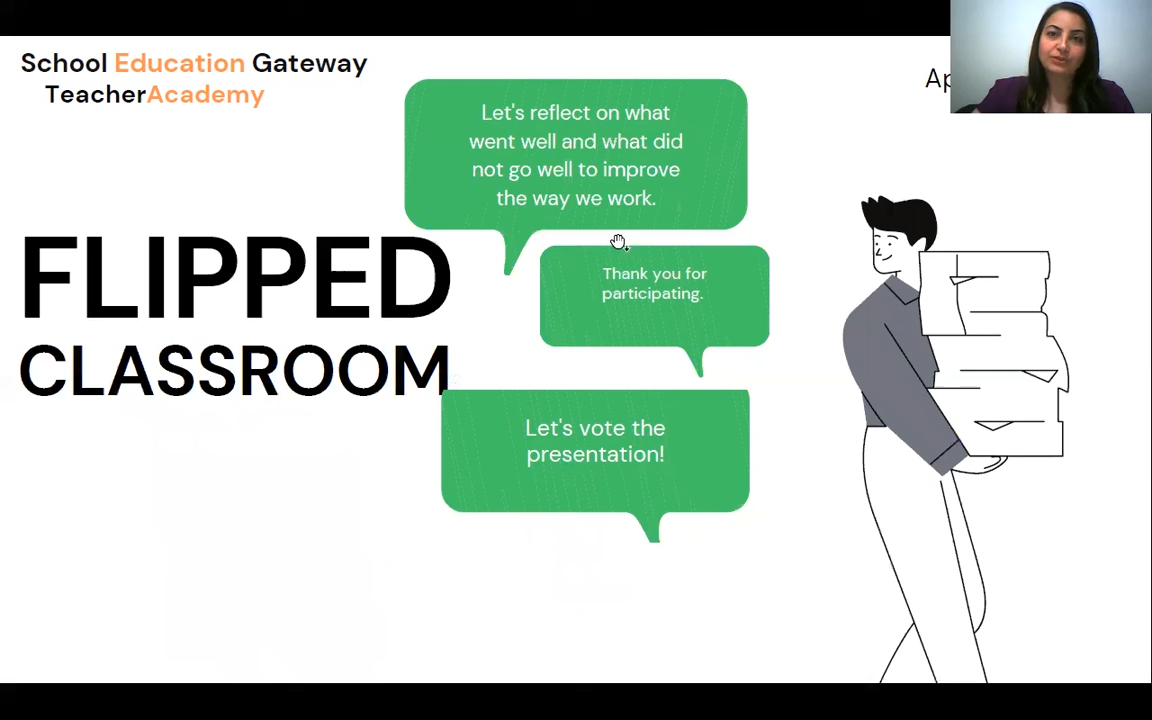 School Education Gateway
TeacherAcademy
Let's reflect on what
went well and what did
not go well to improve
the way we work.
FLIPPED
CLASSROOM
Thank you for
participating.
Let's vote the
presentation!